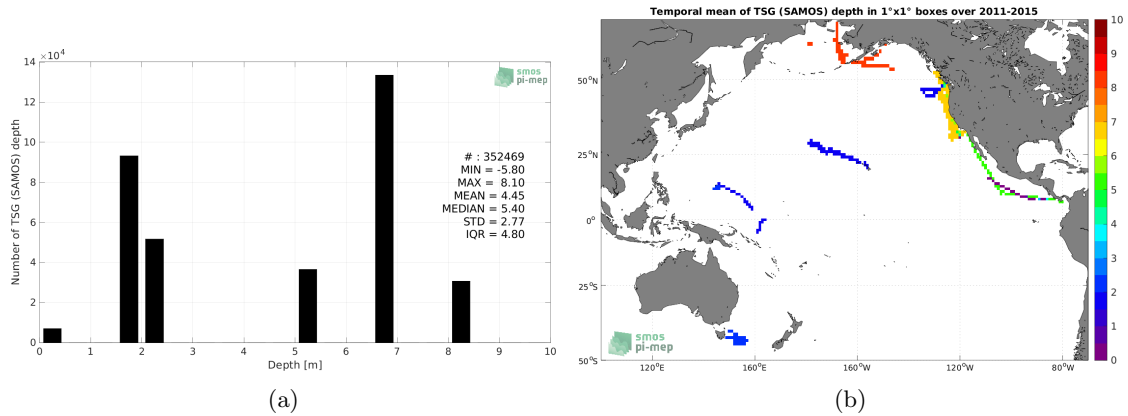 ×10⁴
14
12
10
8
6
4
2
0
Number of TSG (SAMOS) depth
smos
pi-mep
# : 352469
MIN = -5.80
MAX = 8.10
MEAN = 4.45
MEDIAN = 5.40
STD = 2.77
IQR = 4.80
0 1 2 3 4 5 6 7 8 9 10
Depth [m]
(a)
Temporal mean of TSG (SAMOS) depth in 1°x1° boxes over 2011-2015
50°N
25°N
0°
25°S
50°S
smos
pi-mep
120°E 160°E 160°W 120°W 80°W
10
9
8
7
6
5
4
3
2
1
0
(b)